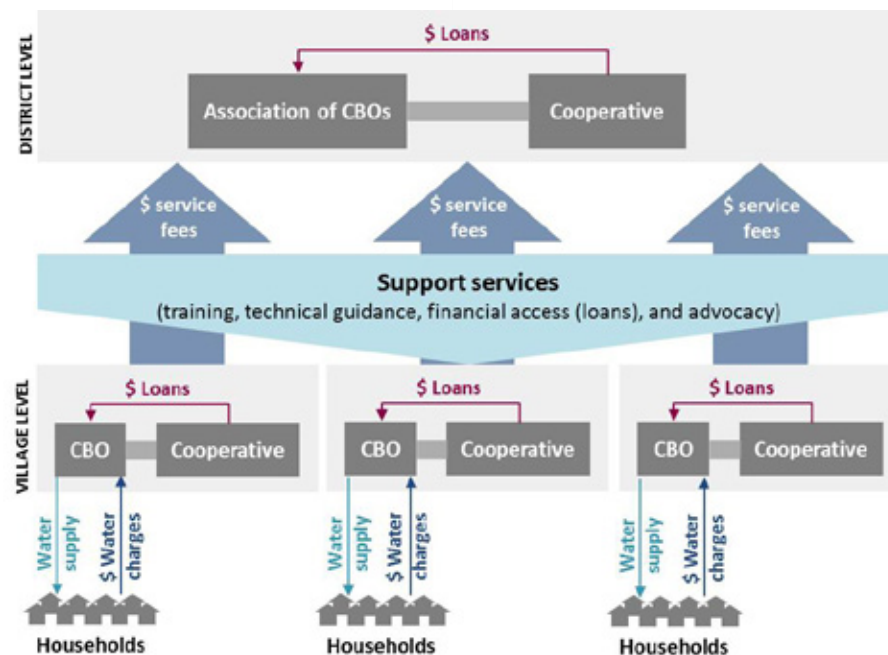 DISTRICT LEVEL
$ Loans
Association of CBOs
Cooperative
$ service
fees
$ service
fees
$ service
fees
Support services
(training, technical guidance, financial access (loans), and advocacy)
VILLAGE LEVEL
$ Loans
CBO
Cooperative
$ Loans
CBO
Cooperative
$ Loans
CBO
Cooperative
Water
supply
$ Water
charges
Water
supply
$ Water
charges
Water
supply
$ Water
charges
Households
Households
Households